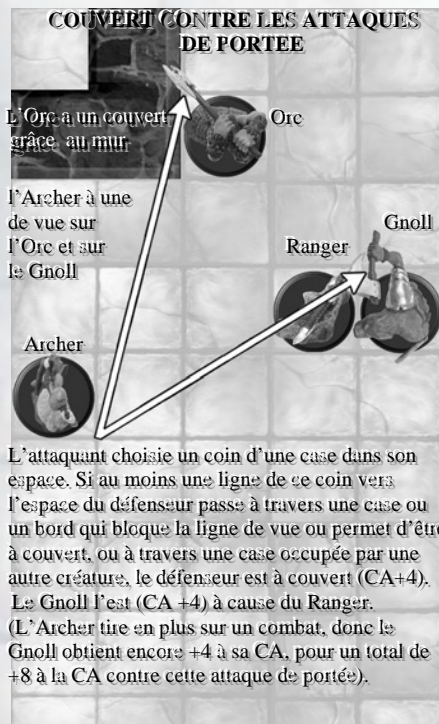 COUVERT CONTRE LES ATTAQUES
DE PORTEE
L'Orc a un couvert
grâce au mur
Orc
l'Archer à une
de vue sur
l'Orc et sur
le Gnoll
Gnoll
Ranger
Archer
L'attaquant choisie un coin d'une case dans son
espace. Si au moins une ligne de ce coin vers
l'espace du défenseur passe à travers une case ou
un bord qui bloque la ligne de vue ou permet d'être
à couvert, ou à travers une case occupée par une
autre créature, le défenseur est à couvert (CA+4).
Le Gnoll l'est (CA +4) à cause du Ranger.
(L'Archer tire en plus sur un combat, donc le
Gnoll obtient encore +4 à sa CA, pour un total de
+8 à la CA contre cette attaque de portée).